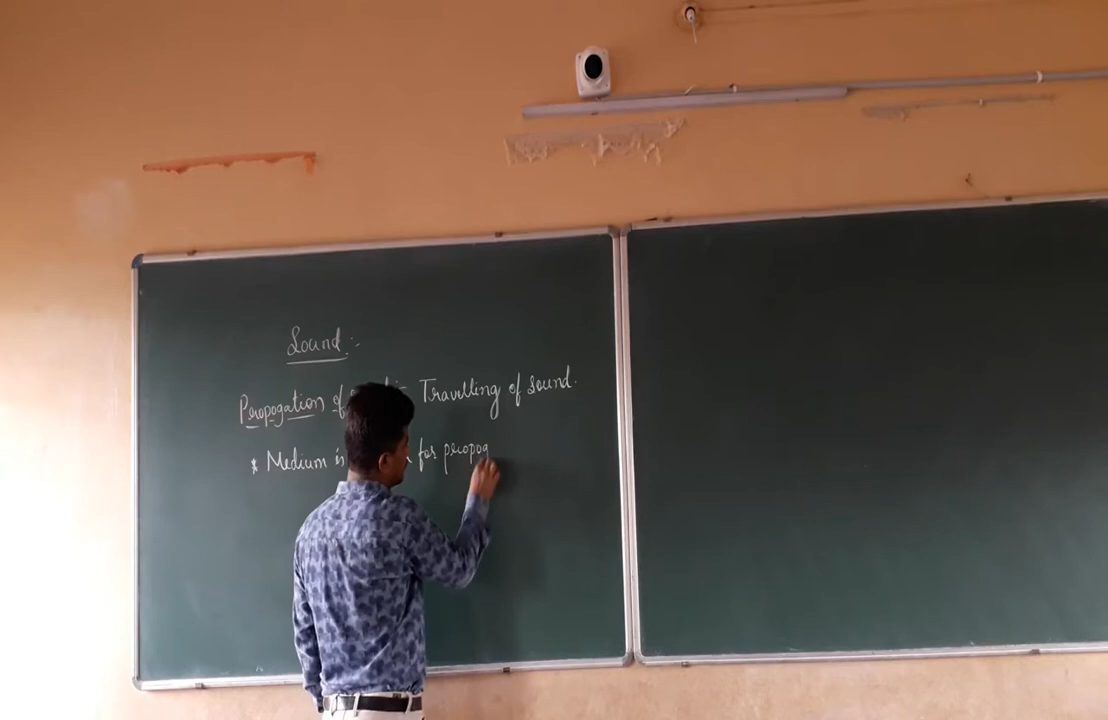 Sound :-
Propogation of Travelling of sound.
* Medium is for propog